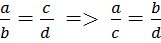 a/b = c/d => a/c = b/d